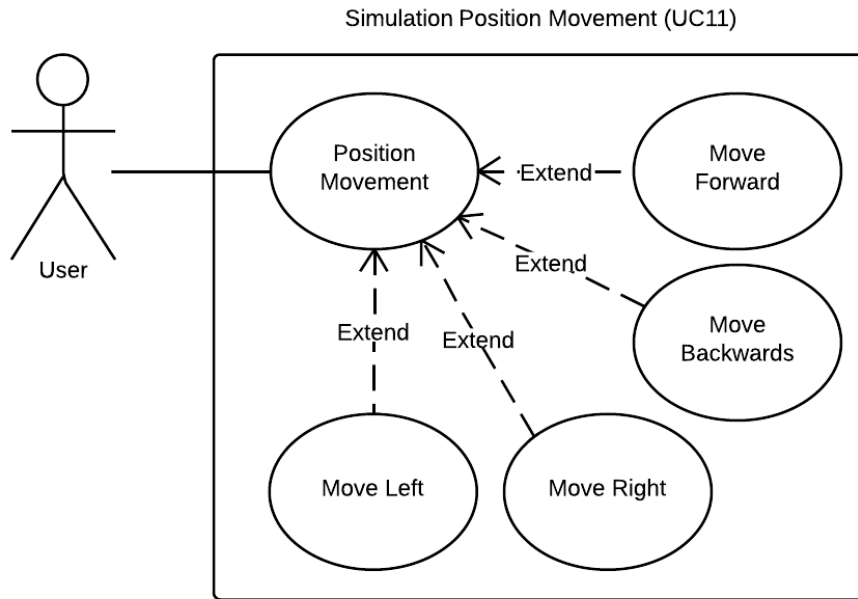 Simulation Position Movement (UC11)
Position
Movement
Extend
Move
Forward
User
Extend
Move
Backwards
Extend
Extend
Move Left
Move Right